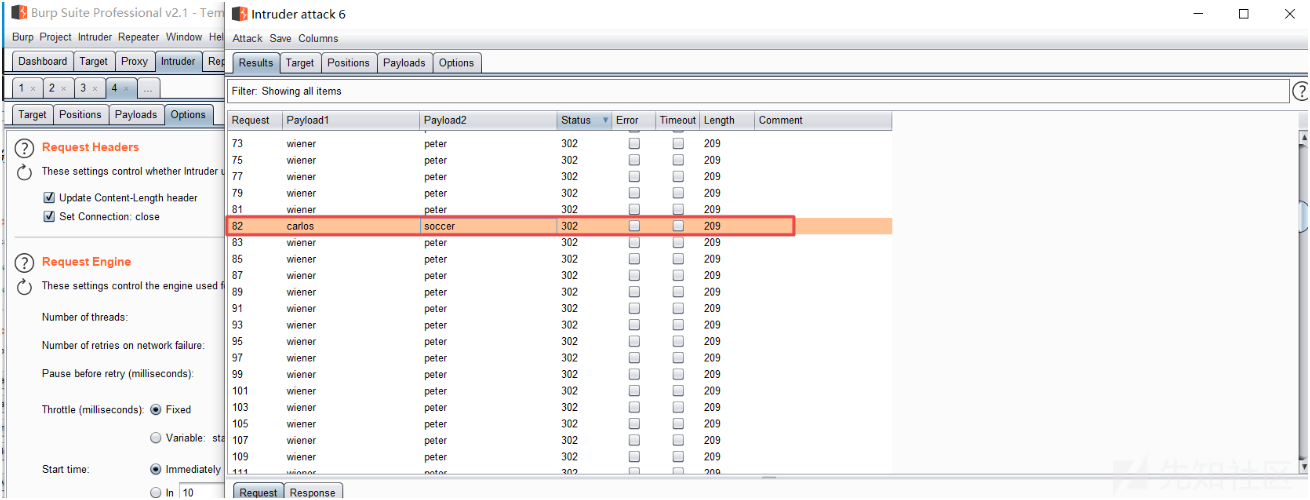 Burp Suite Professional v2.1 - Tem
Burp Project Intruder Repeater Window Hel
Dashboard Target Proxy Intruder Rep
1 × 2 × 3 × 4 × ...
Target Positions Payloads Options
Request Headers
These settings control whether Intruder u
Update Content-Length header
Set Connection: close
Request Engine
These settings control the engine used f
Number of threads:
Number of retries on network failure:
Pause before retry (milliseconds):
Throttle (milliseconds): Fixed
Variable: sta
Start time: Immediately
In 10
Intruder attack 6
Attack Save Columns
Results Target Positions Payloads Options
Filter: Showing all items
Request Payload1 Payload2 Status Error Timeout Length Comment
73 wiener peter 302 209
75 wiener peter 302 209
77 wiener peter 302 209
79 wiener peter 302 209
81 wiener peter 302 209
82 carlos soccer 302 209
83 wiener peter 302 209
85 wiener peter 302 209
87 wiener peter 302 209
89 wiener peter 302 209
91 wiener peter 302 209
93 wiener peter 302 209
95 wiener peter 302 209
97 wiener peter 302 209
99 wiener peter 302 209
101 wiener peter 302 209
103 wiener peter 302 209
105 wiener peter 302 209
107 wiener peter 302 209
109 wiener peter 302 209
111 wiener peter 302 209
Request Response
先知社区